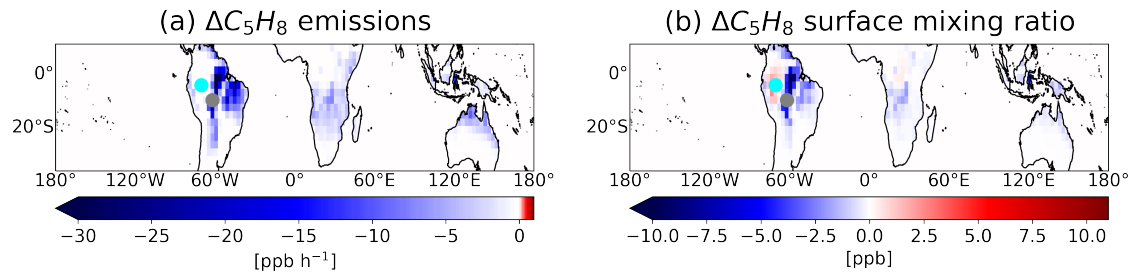 (a) ΔC₅H₈ emissions
0°
20°S
180° 120°W 60°W 0° 60°E 120°E 180°
−30 −25 −20 −15 −10 −5 0
[ppb h⁻¹]
(b) ΔC₅H₈ surface mixing ratio
0°
20°S
180° 120°W 60°W 0° 60°E 120°E 180°
−10.0 −7.5 −5.0 −2.5 0.0 2.5 5.0 7.5 10.0
[ppb]